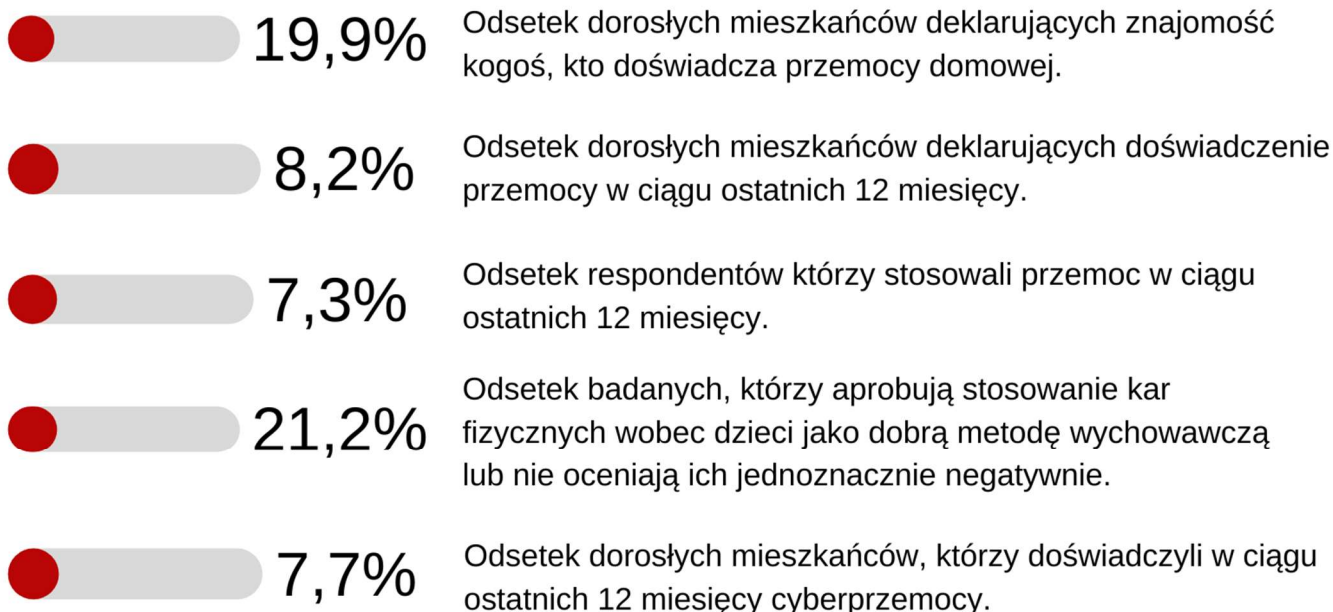 19,9%
Odsetek dorosłych mieszkańców deklarujących znajomość
kogoś, kto doświadcza przemocy domowej.
8,2%
Odsetek dorosłych mieszkańców deklarujących doświadczenie
przemocy w ciągu ostatnich 12 miesięcy.
7,3%
Odsetek respondentów którzy stosowali przemoc w ciągu
ostatnich 12 miesięcy.
21,2%
Odsetek badanych, którzy aprobują stosowanie kar
fizycznych wobec dzieci jako dobrą metodę wychowawczą
lub nie oceniają ich jednoznacznie negatywnie.
7,7%
Odsetek dorosłych mieszkańców, którzy doświadczyli w ciągu
ostatnich 12 miesięcy cyberprzemocy.